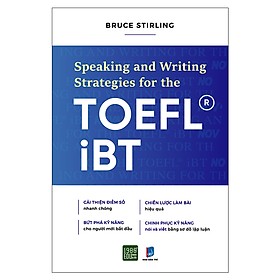 BRUCE STIRLING
Speaking and Writing
Strategies for the
TOEFL®
iBT
CẢI THIỆN ĐIỂM SỐ
nhanh chóng
CHIẾN LƯỢC LÀM BÀI
hiệu quả
BỨT PHÁ KỸ NĂNG
cho người mới bắt đầu
CHINH PHỤC KỸ NĂNG
nói và viết bằng sơ đồ lập luận
1980 BOOKS